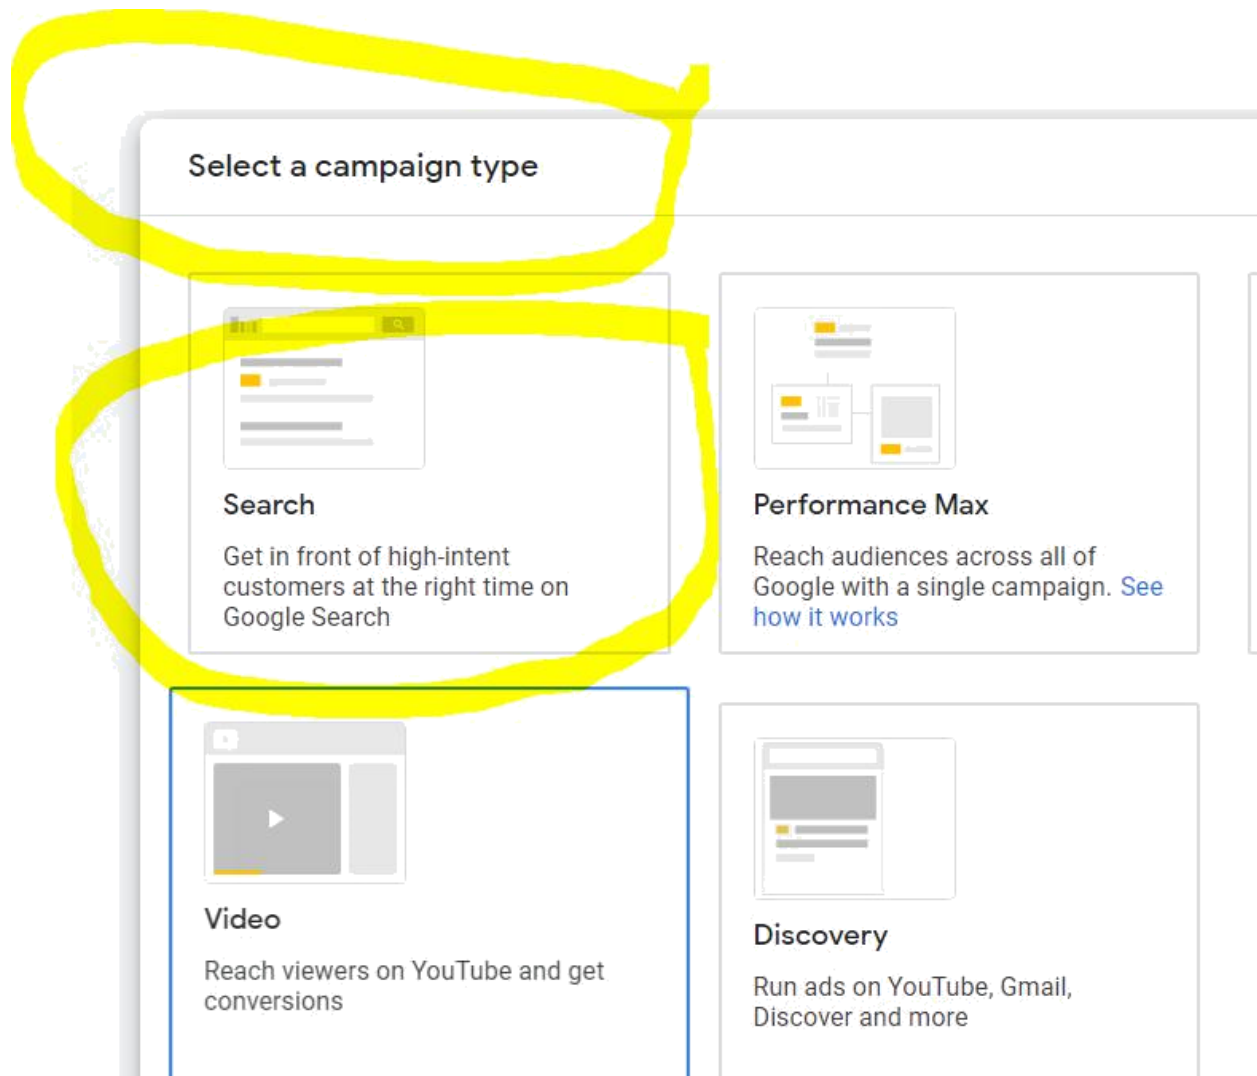 Select a campaign type
Search
Get in front of high-intent
customers at the right time on
Google Search
Performance Max
Reach audiences across all of
Google with a single campaign. See
how it works
Video
Reach viewers on YouTube and get
conversions
Discovery
Run ads on YouTube, Gmail,
Discover and more